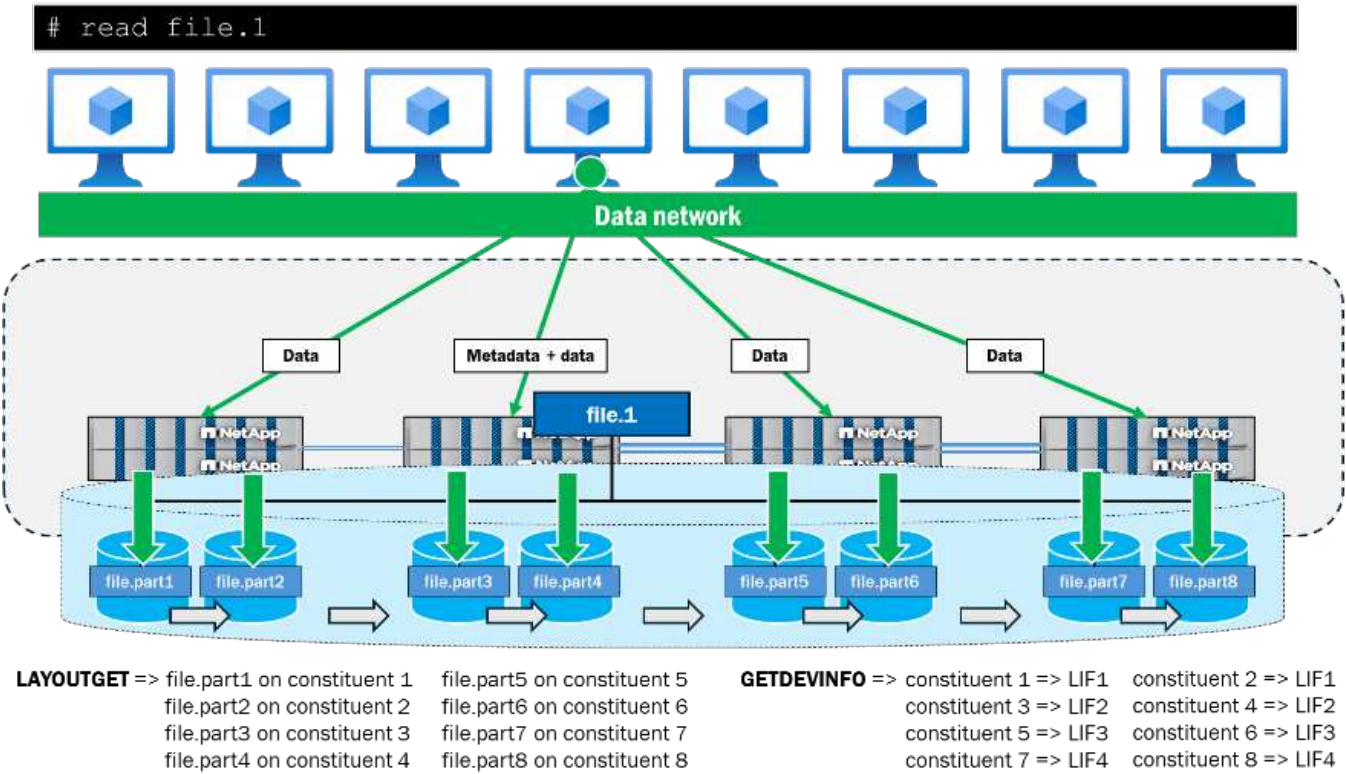 # read file.1
Data network
Data
Metadata + data
Data
Data
file.1
NetApp
NetApp
NetApp
NetApp
NetApp
NetApp
NetApp
NetApp
file.part1
file.part2
file.part3
file.part4
file.part5
file.part6
file.part7
file.part8
LAYOUTGET => file.part1 on constituent 1
file.part2 on constituent 2
file.part3 on constituent 3
file.part4 on constituent 4
file.part5 on constituent 5
file.part6 on constituent 6
file.part7 on constituent 7
file.part8 on constituent 8
GETDEVINFO => constituent 1 => LIF1 constituent 2 => LIF1
constituent 3 => LIF2 constituent 4 => LIF2
constituent 5 => LIF3 constituent 6 => LIF3
constituent 7 => LIF4 constituent 8 => LIF4